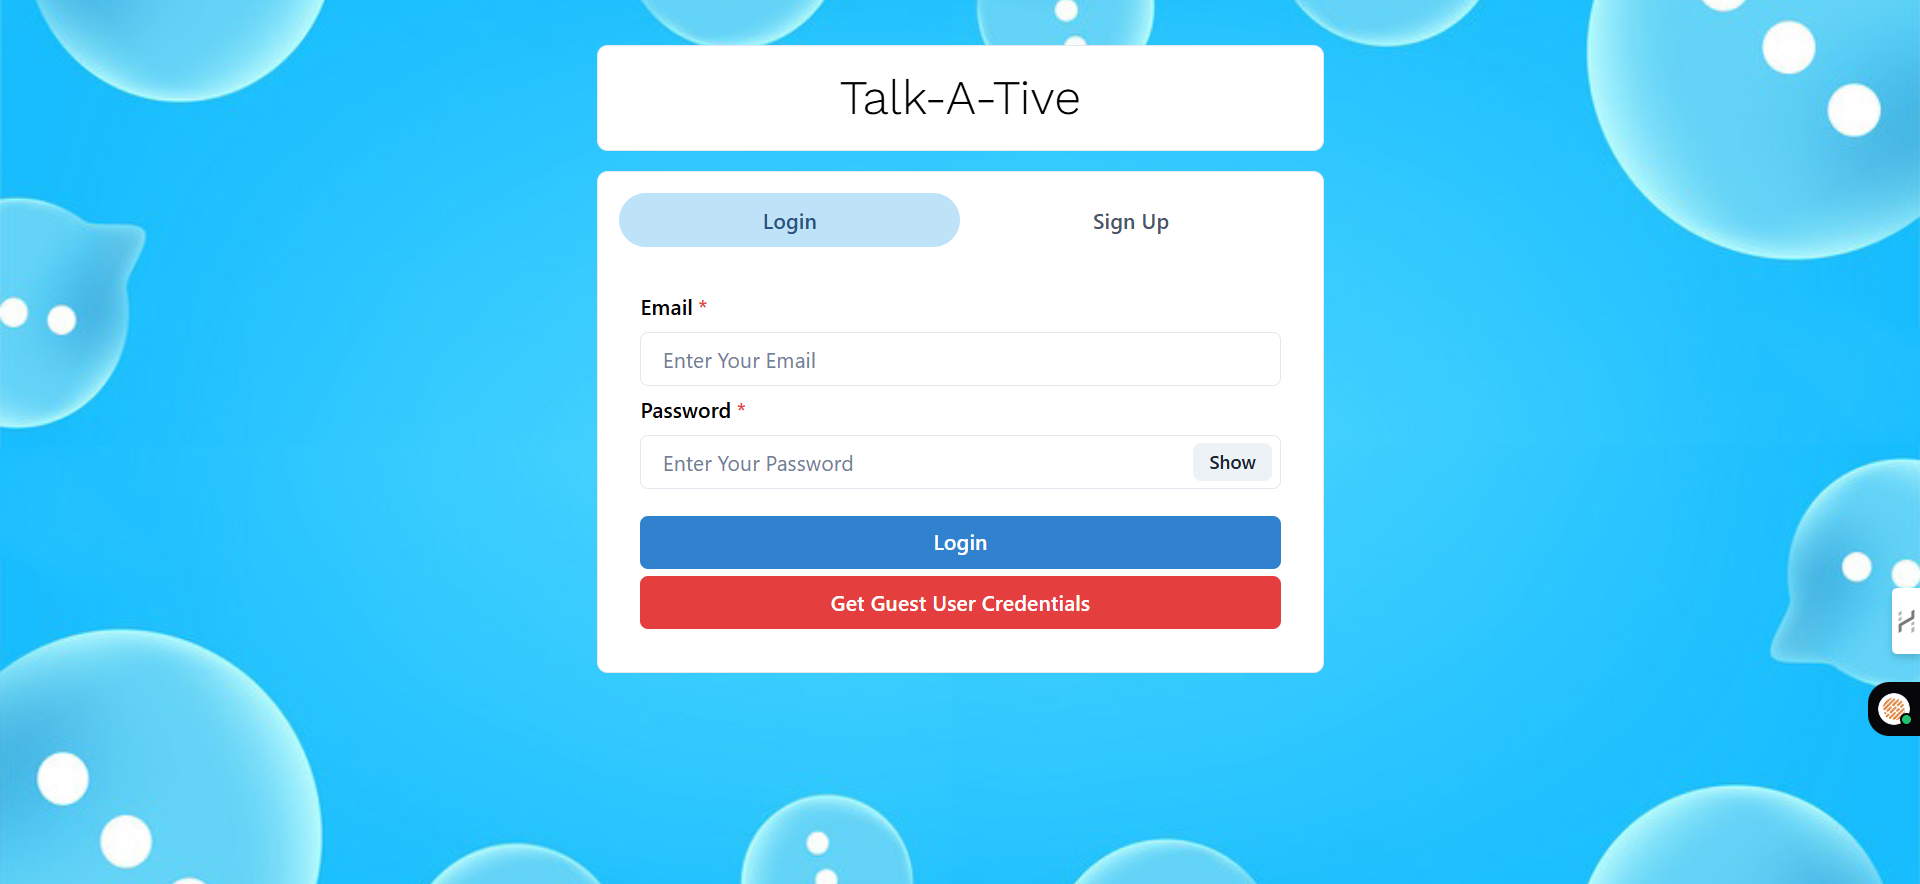 Talk-A-Tive
Login
Sign Up
Email *
Enter Your Email
Password *
Enter Your Password
Show
Login
Get Guest User Credentials